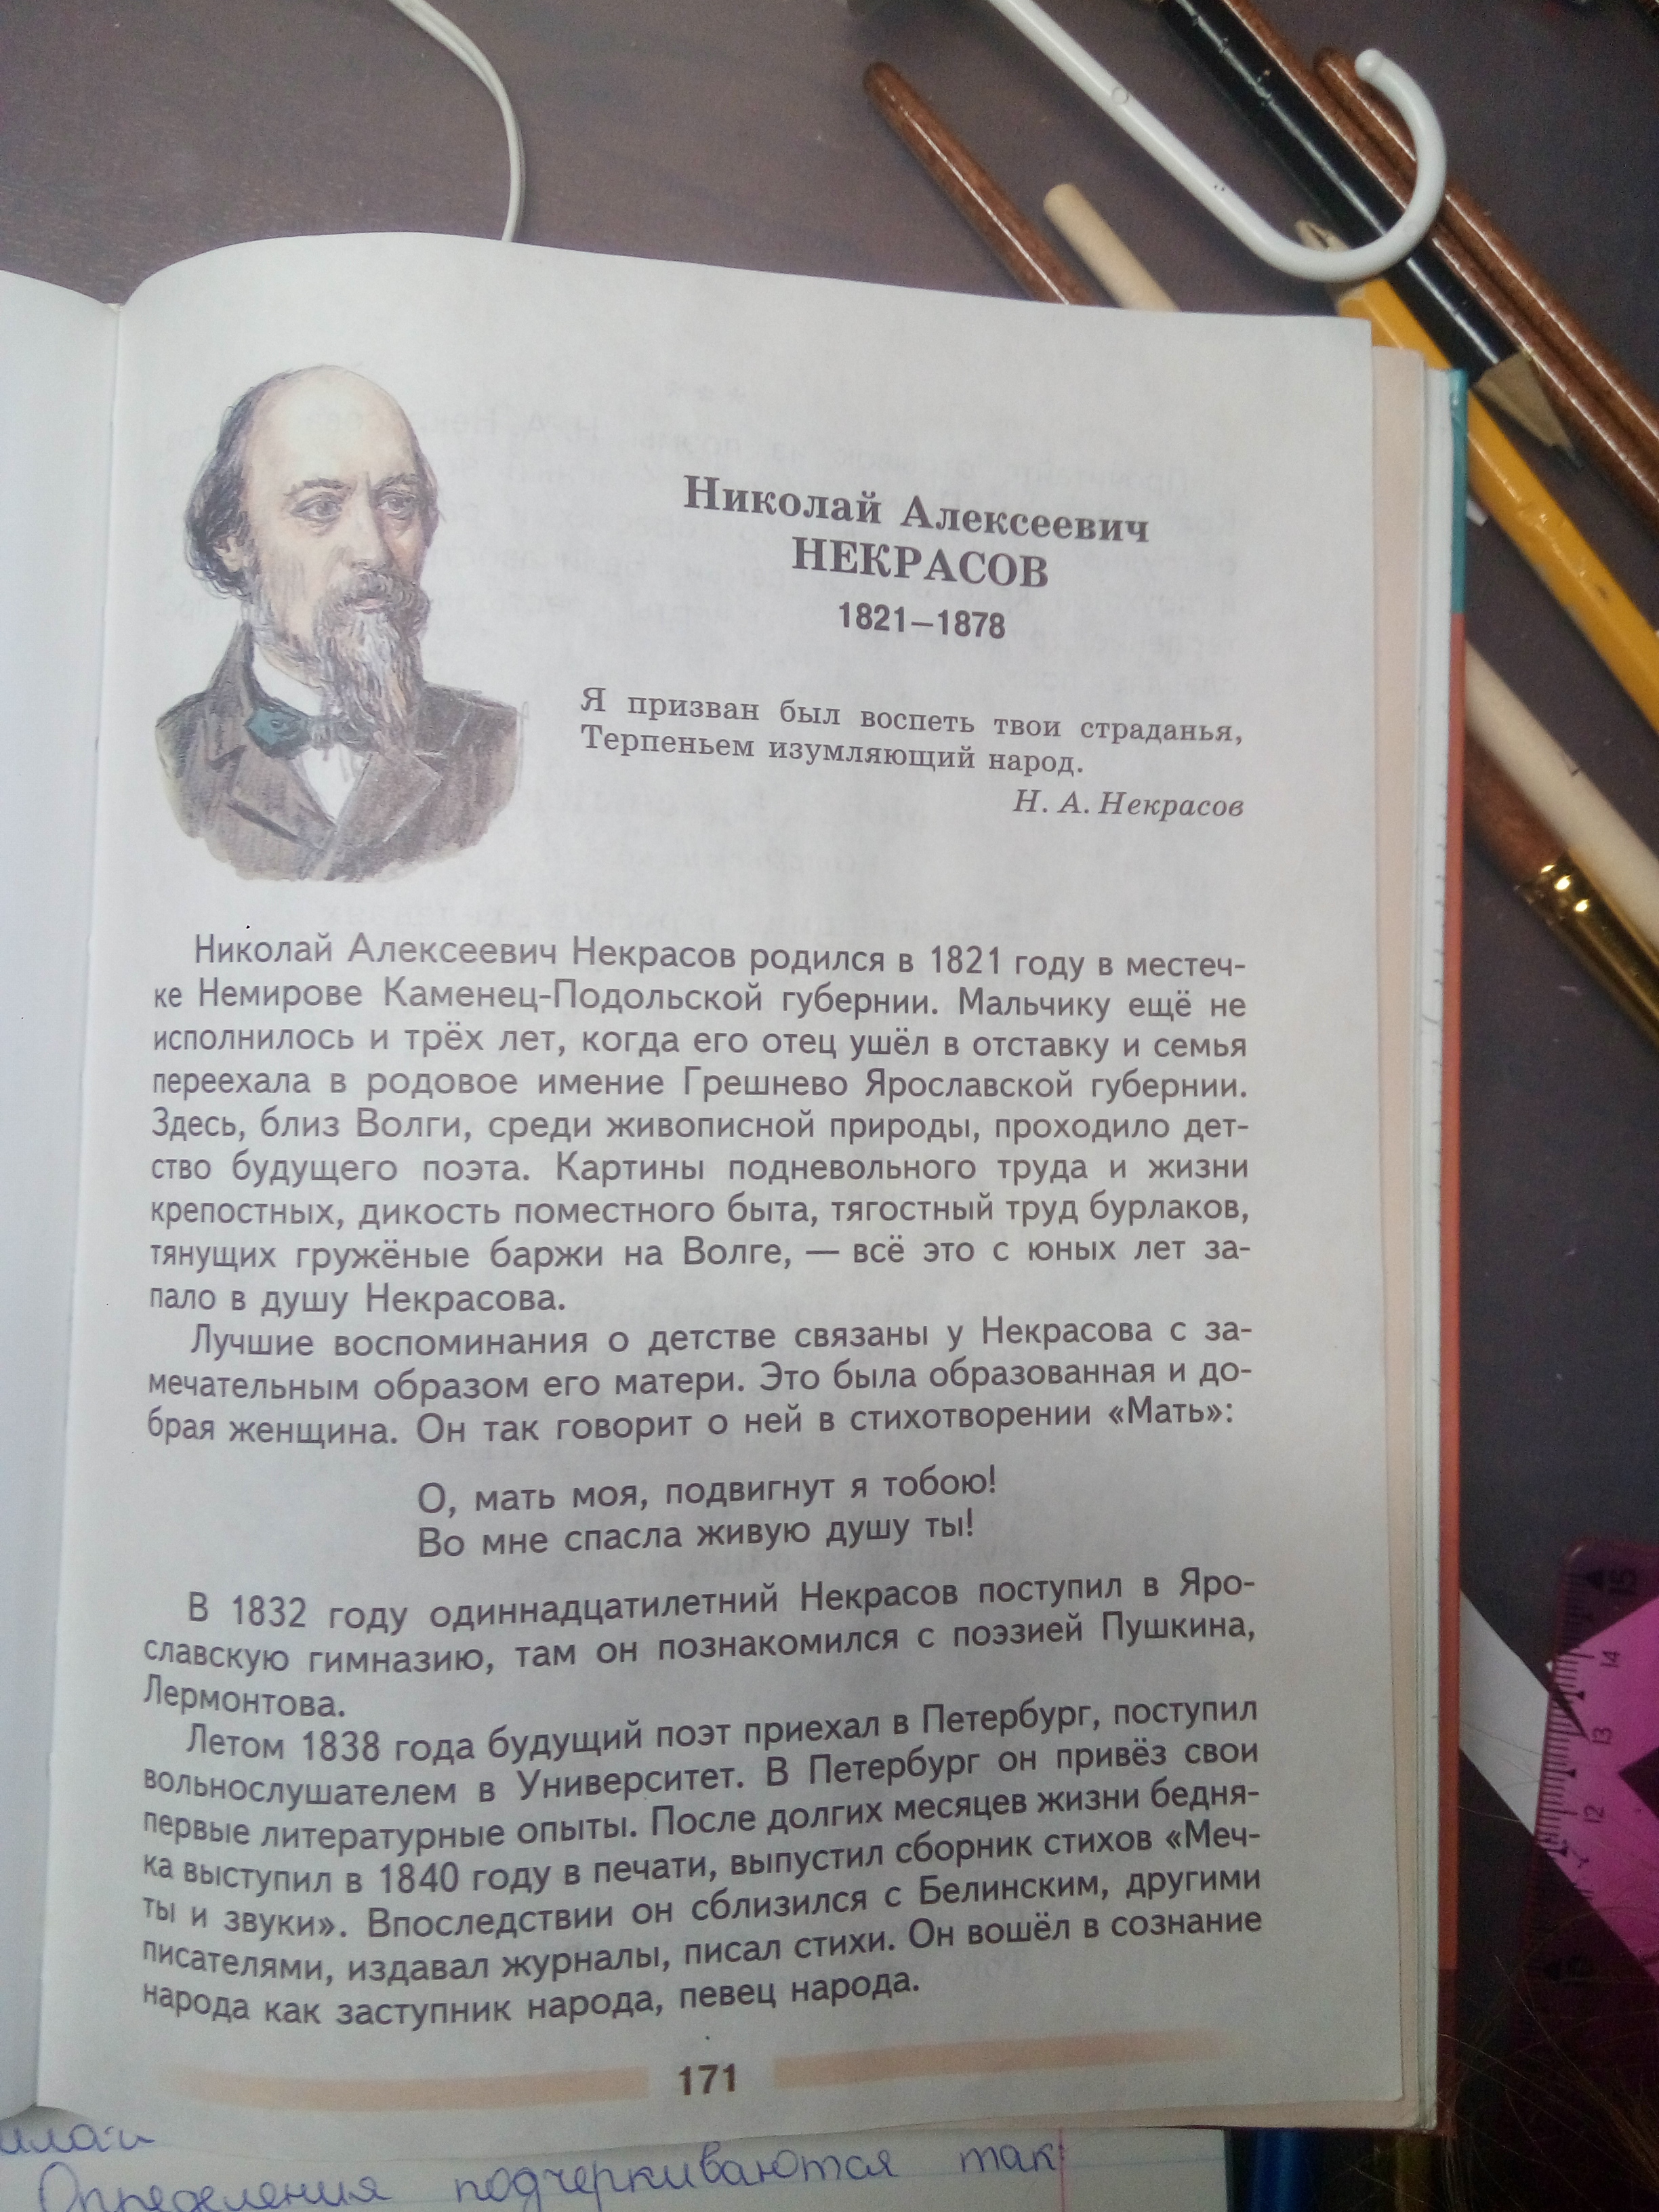 Николай Алексеевич
НЕКРАСОВ
1821–1878
Я призван был воспеть твои страданья,
Терпеньем изумляющий народ.
Н. А. Некрасов
Николай Алексеевич Некрасов родился в 1821 году в местеч-
ке Немирове Каменец-Подольской губернии. Мальчику ещё не
исполнилось и трёх лет, когда его отец ушёл в отставку и семья
переехала в родовое имение Грешнево Ярославской губернии.
Здесь, близ Волги, среди живописной природы, проходило дет-
ство будущего поэта. Картины подневольного труда и жизни
крепостных, дикость поместного быта, тягостный труд бурлаков,
тянущих гружёные баржи на Волге, — всё это с юных лет за-
пало в душу Некрасова.
Лучшие воспоминания о детстве связаны у Некрасова с за-
мечательным образом его матери. Это была образованная и до-
брая женщина. Он так говорит о ней в стихотворении «Мать»:
О, мать моя, подвигнут я тобою!
Во мне спасла живую душу ты!
В 1832 году одиннадцатилетний Некрасов поступил в Яро-
славскую гимназию, там он познакомился с поэзией Пушкина,
Лермонтова.
Летом 1838 года будущий поэт приехал в Петербург, поступил
вольнослушателем в Университет. В Петербург он привёз свои
первые литературные опыты. После долгих месяцев жизни бедня-
ка выступил в 1840 году в печати, выпустил сборник стихов «Меч-
ты и звуки». Впоследствии он сблизился с Белинским, другими
писателями, издавал журналы, писал стихи. Он вошёл в сознание
народа как заступник народа, певец народа.
171
Определения подчеркиваются так
15
14
13
12